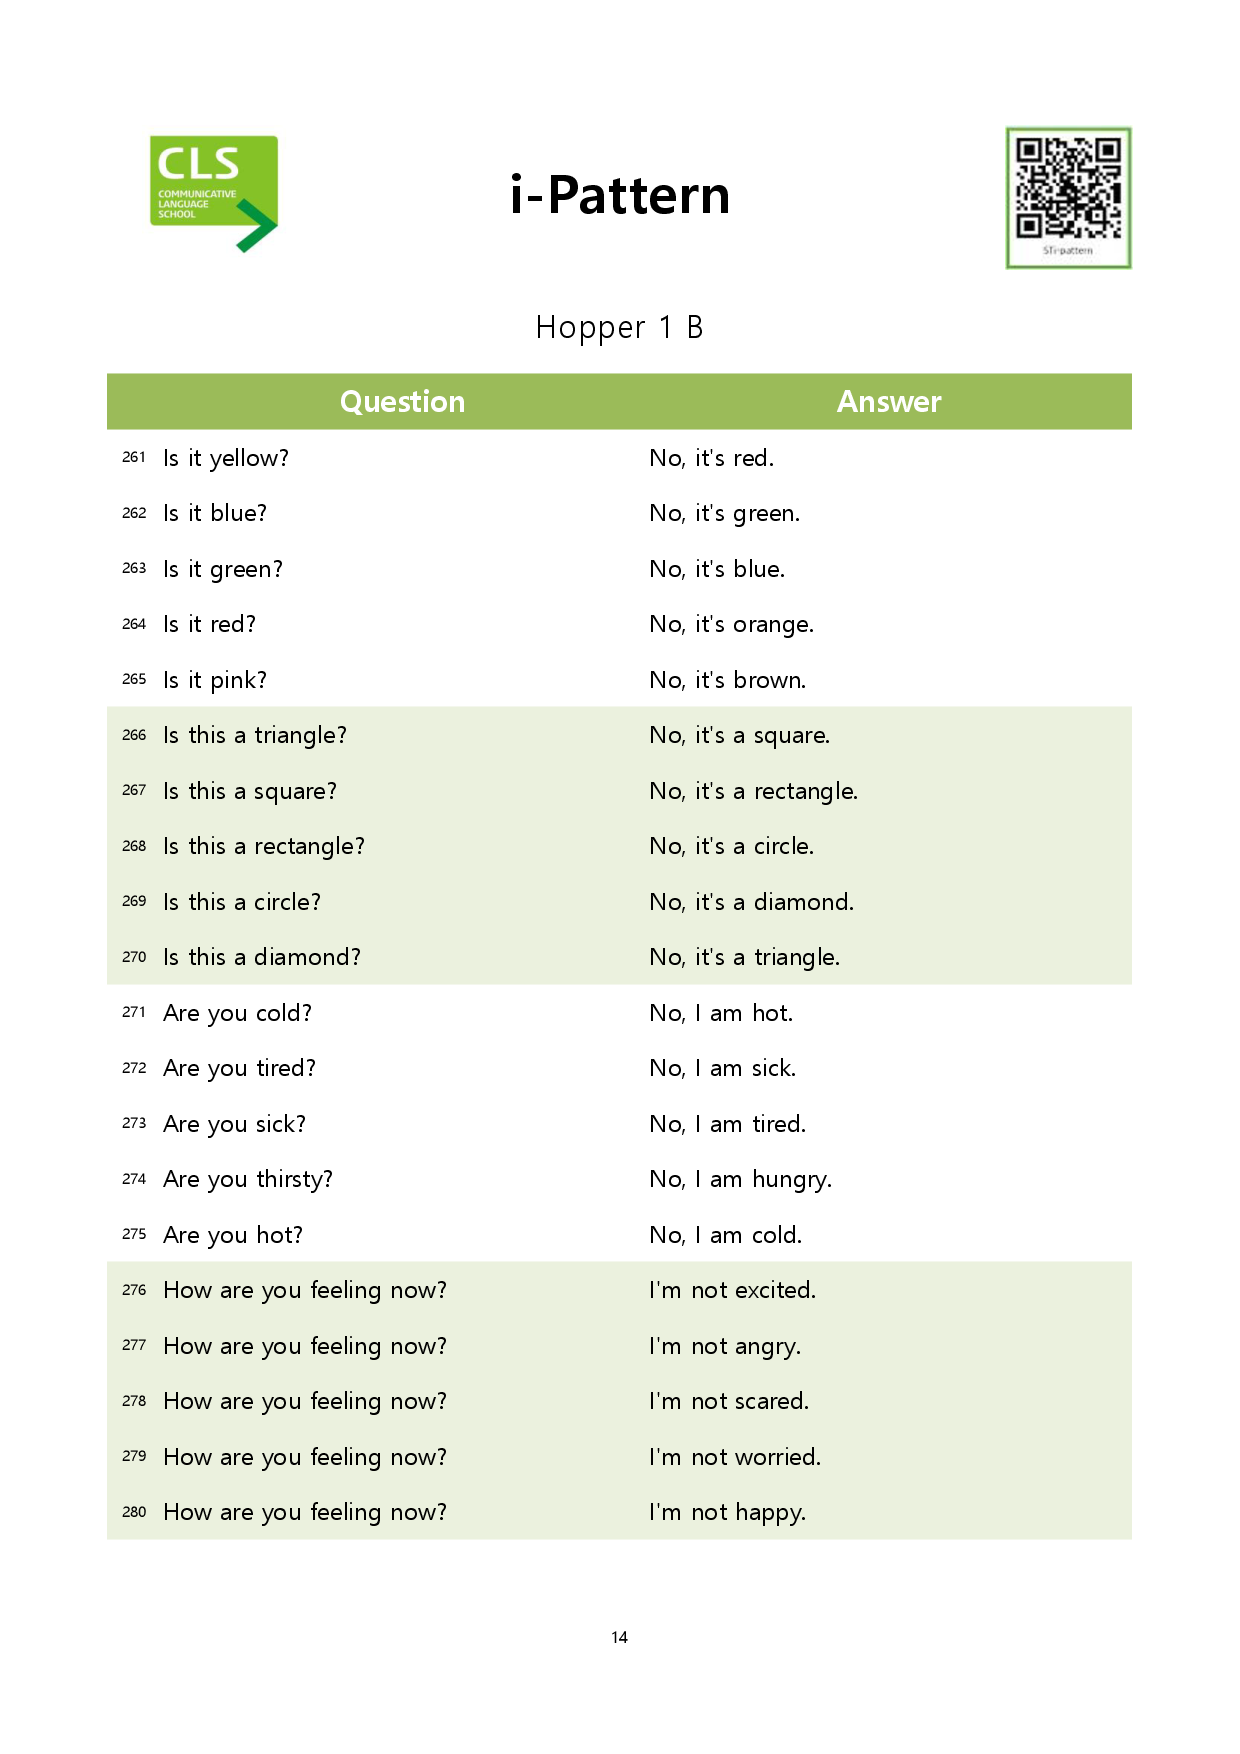 CLS
COMMUNICATIVE
LANGUAGE
SCHOOL
i-Pattern
STi-pattern
Hopper 1 B
Question Answer
261 Is it yellow? No, it's red.
262 Is it blue? No, it's green.
263 Is it green? No, it's blue.
264 Is it red? No, it's orange.
265 Is it pink? No, it's brown.
266 Is this a triangle? No, it's a square.
267 Is this a square? No, it's a rectangle.
268 Is this a rectangle? No, it's a circle.
269 Is this a circle? No, it's a diamond.
270 Is this a diamond? No, it's a triangle.
271 Are you cold? No, I am hot.
272 Are you tired? No, I am sick.
273 Are you sick? No, I am tired.
274 Are you thirsty? No, I am hungry.
275 Are you hot? No, I am cold.
276 How are you feeling now? I'm not excited.
277 How are you feeling now? I'm not angry.
278 How are you feeling now? I'm not scared.
279 How are you feeling now? I'm not worried.
280 How are you feeling now? I'm not happy.
14